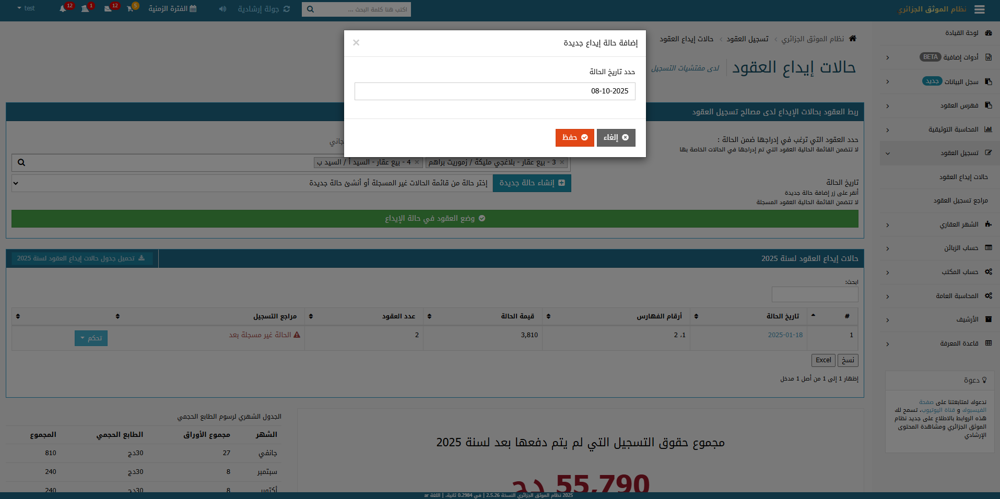 نظام الموثق الجزائري
اكتب هنا كلمة البحث ...
جولة إرشادية
الفترة الزمنية
5
12
1
12
test
لوحة القيادة
أدوات إضافية BETA
سجل البيانات جديد
فهرس العقود
المحاسبة التوثيقية
تسجيل العقود
حالات إيداع العقود
مراجع تسجيل العقود
الشهر العقاري
حساب الزبائن
حساب المكتب
المحاسبة العامة
الأرشيف
قاعدة المعرفة
دعوة
ندعوك لمتابعتنا على صفحة
الفيسبوك و قناة اليوتيوب، تسمح لك
هذه الروابط بالاطلاع على جديد نظام
الموثق الجزائري ومشاهدة المحتوى
الإرشادي
نظام الموثق الجزائري
تسجيل العقود
حالات إيداع العقود
حالات إيداع العقود لدى مفتشيات التسجيل
إضافة حالة إيداع جديدة ×
حدد تاريخ الحالة
08-10-2025
إلغاء
حفظ
ربط العقود بحالات الإيداع لدى مصالح تسجيل العقود
حدد العقود التي ترغب في إدراجها ضمن الحالة :
لا تتضمن القائمة الحالية العقود التي تم إدراجها في الحالات الخاصة بها
× 3 - بيع عقار - بلاغجي مليكة / زموريت براهم
× 4 - بيع عقار - السيد أ / السيد ب
تاريخ الحالة
أنقر على زر إضافة حالة جديدة
لا تتضمن القائمة الحالية العقود المسجلة
إنشاء حالة جديدة
إختر حالة من قائمة الحالات غير المسجلة أو أنشئ حالة جديدة
وضع العقود في حالة الإيداع
حالات إيداع العقود لسنة 2025
تحميل جدول حالات إيداع العقود لسنة 2025
ابحث:
# تاريخ الحالة أرقام الفهارس قيمة الحالة عدد العقود مراجع التسجيل
1 2025-01-18 1، 2 3,810 2 الحالة غير مسجلة بعد تحكم
نسخ
Excel
إظهار 1 إلى 1 من أصل 1 مدخل
مجموع حقوق التسجيل التي لم يتم دفعها بعد لسنة 2025
55,790 دج
الجدول الشهري لرسوم الطابع الحجمي
الشهر مجموع الأوراق الطابع الحجمي المجموع
جانفي 27 30دج 810
سبتمبر 8 30دج 240
أكتوبر 8 30دج 240
2025 نظام الموثق الجزائري النسخة 2.5.26 | في 0.2984 ثانية. | اللغة ar